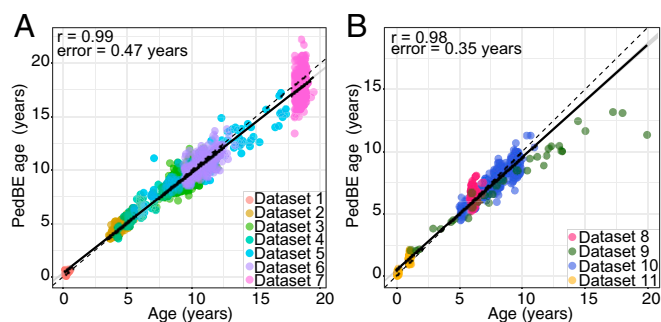 A
r = 0.99
error = 0.47 years
PedBE age (years)
20
15
10
5
0
0 5 10 15 20
Age (years)
Dataset 1
Dataset 2
Dataset 3
Dataset 4
Dataset 5
Dataset 6
Dataset 7
B
r = 0.98
error = 0.35 years
PedBE age (years)
15
10
5
0
0 5 10 15 20
Age (years)
Dataset 8
Dataset 9
Dataset 10
Dataset 11